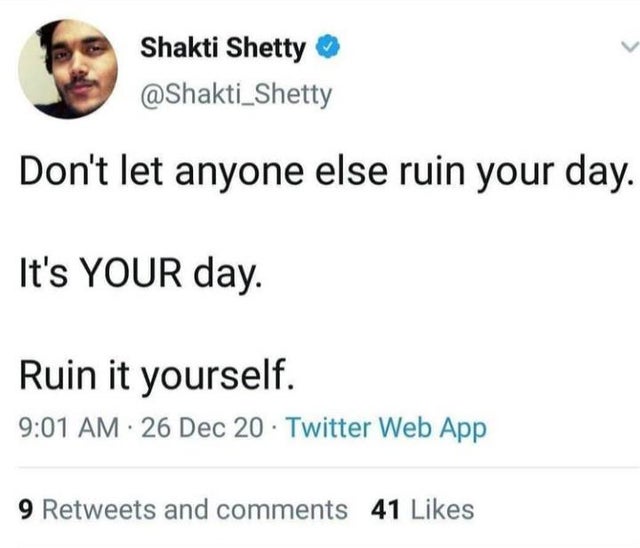 Shakti Shetty
@Shakti_Shetty
Don't let anyone else ruin your day.
It's YOUR day.
Ruin it yourself.
9:01 AM · 26 Dec 20 · Twitter Web App
9 Retweets and comments 41 Likes